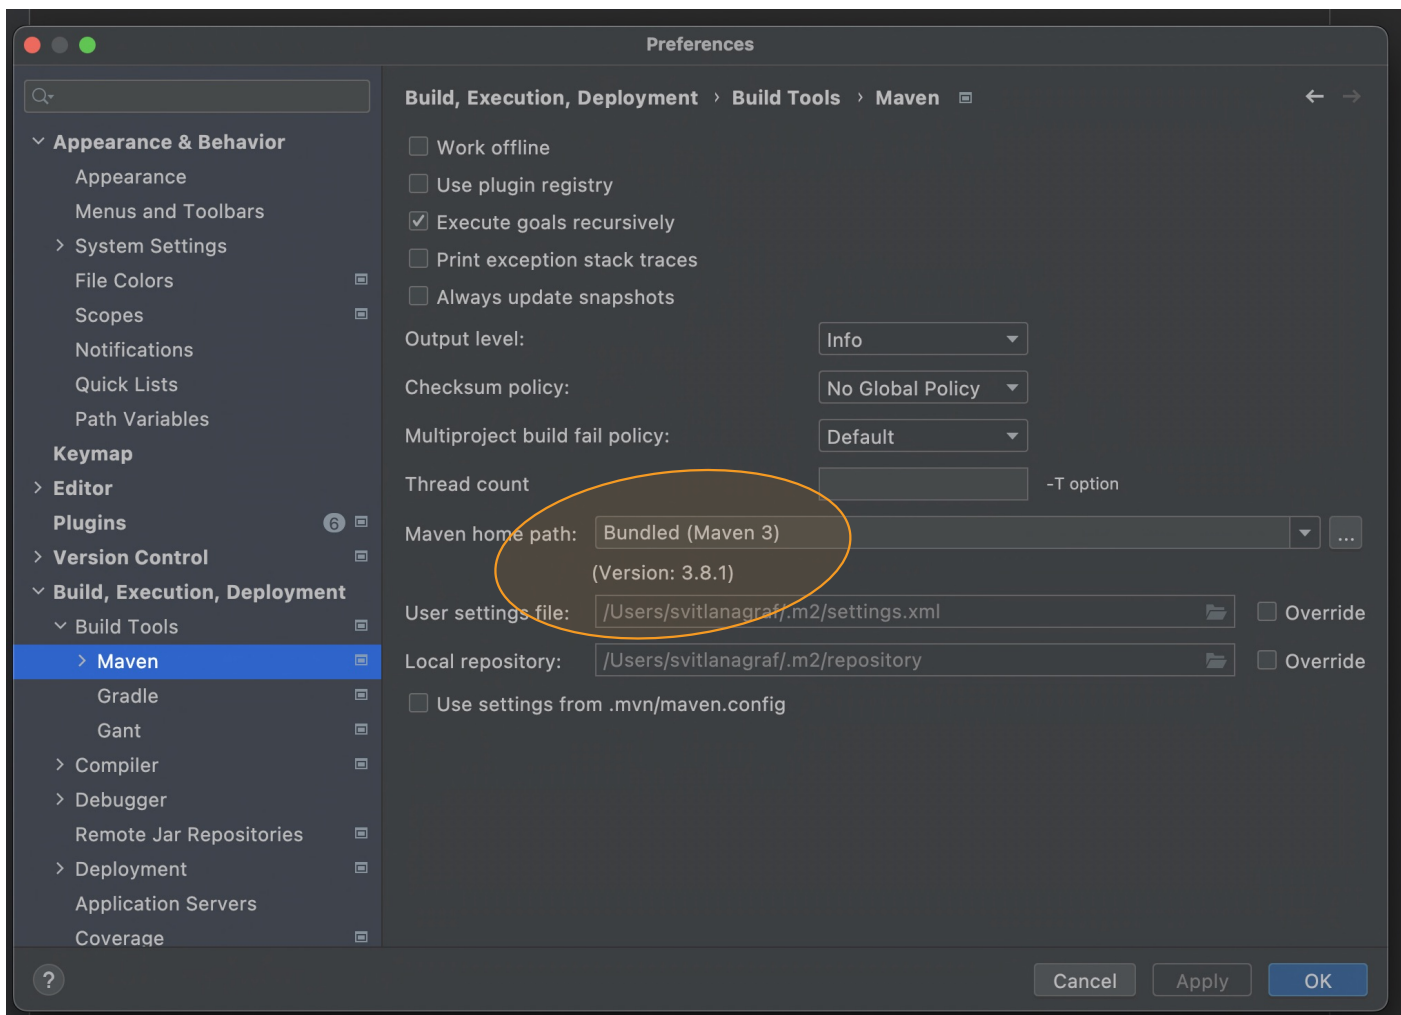 Preferences
Appearance & Behavior
Appearance
Menus and Toolbars
System Settings
File Colors
Scopes
Notifications
Quick Lists
Path Variables
Keymap
Editor
Plugins 6
Version Control
Build, Execution, Deployment
Build Tools
Maven
Gradle
Gant
Compiler
Debugger
Remote Jar Repositories
Deployment
Application Servers
Coverage
Build, Execution, Deployment › Build Tools › Maven
Work offline
Use plugin registry
Execute goals recursively
Print exception stack traces
Always update snapshots
Output level: Info
Checksum policy: No Global Policy
Multiproject build fail policy: Default
Thread count -T option
Maven home path: Bundled (Maven 3) ...
(Version: 3.8.1)
User settings file: /Users/svitlanagraf/.m2/settings.xml Override
Local repository: /Users/svitlanagraf/.m2/repository Override
Use settings from .mvn/maven.config
? Cancel Apply OK